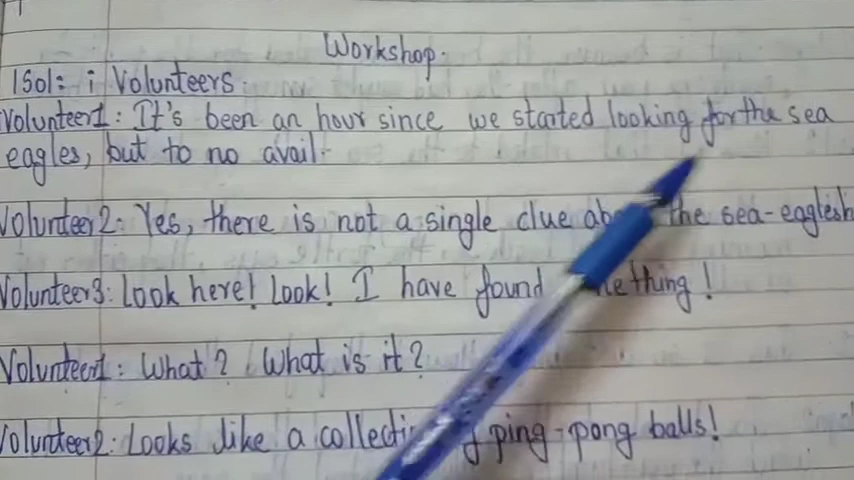 Workshop.
1Sol: i Volunteers.
Volunteer1: It's been an hour since we started looking for the sea
eagles, but to no avail.
Volunteer2: Yes, there is not a single clue the sea-eagles
Volunteer3: Look here! Look! I have found !
Volunteer1: What? What is it?
Volunteer2: Looks like a ping-pong balls!